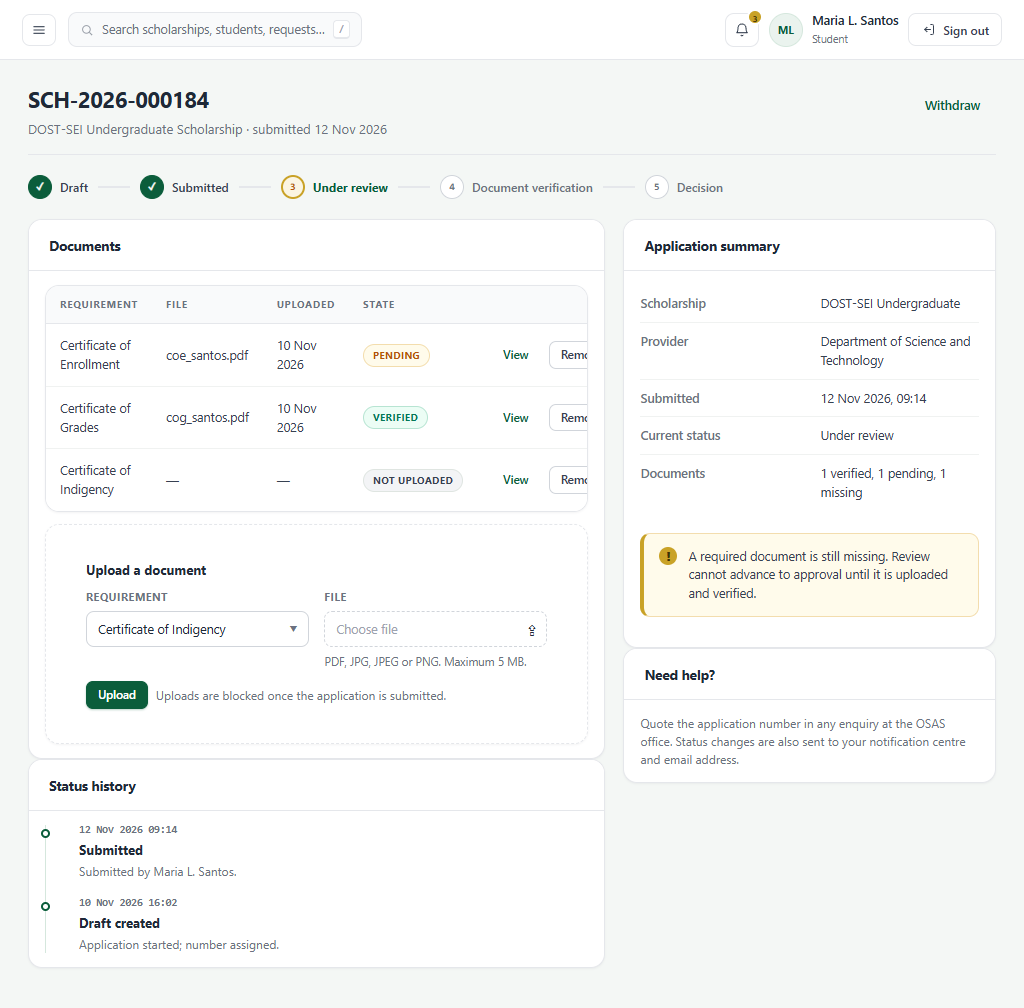 Search scholarships, students, requests... /
3
ML
Maria L. Santos
Student
Sign out
SCH-2026-000184
DOST-SEI Undergraduate Scholarship · submitted 12 Nov 2026
Withdraw
✓ Draft
✓ Submitted
3 Under review
4 Document verification
5 Decision
Documents
REQUIREMENT FILE UPLOADED STATE
Certificate of
Enrollment
coe_santos.pdf
10 Nov
2026
PENDING
View
Remo
Certificate of
Grades
cog_santos.pdf
10 Nov
2026
VERIFIED
View
Remo
Certificate of
Indigency
—
—
NOT UPLOADED
View
Remo
Upload a document
REQUIREMENT
Certificate of Indigency
FILE
Choose file
PDF, JPG, JPEG or PNG. Maximum 5 MB.
Upload
Uploads are blocked once the application is submitted.
Status history
12 Nov 2026 09:14
Submitted
Submitted by Maria L. Santos.
10 Nov 2026 16:02
Draft created
Application started; number assigned.
Application summary
Scholarship
DOST-SEI Undergraduate
Provider
Department of Science and
Technology
Submitted
12 Nov 2026, 09:14
Current status
Under review
Documents
1 verified, 1 pending, 1
missing
!
A required document is still missing. Review
cannot advance to approval until it is uploaded
and verified.
Need help?
Quote the application number in any enquiry at the OSAS
office. Status changes are also sent to your notification centre
and email address.